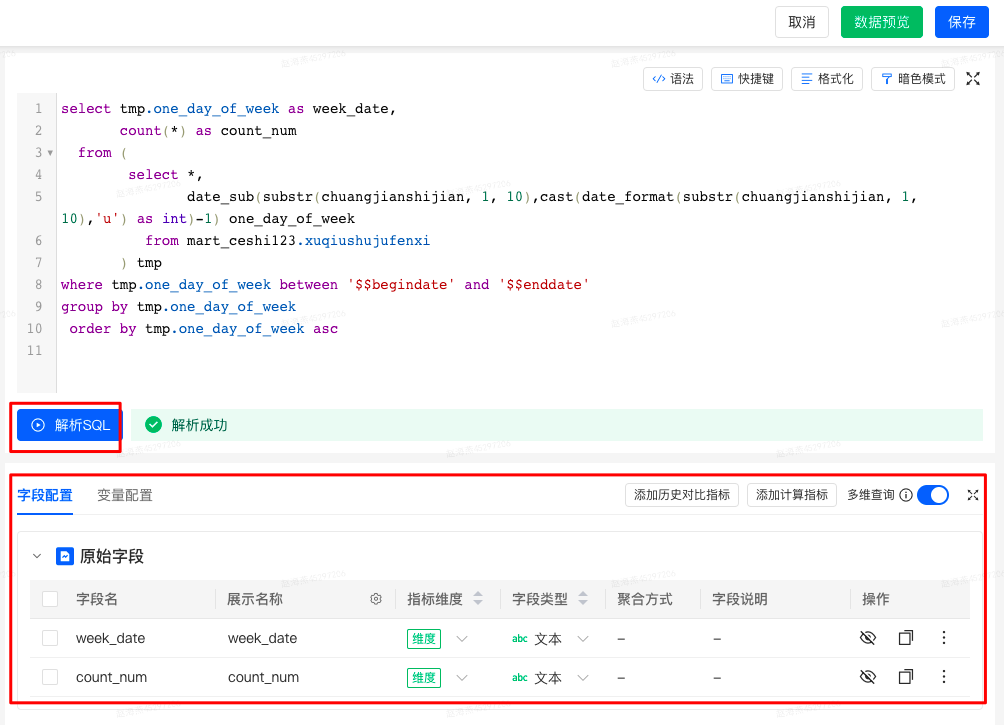 取消 数据预览 保存
</> 语法 快捷键 格式化 暗色模式
1 select tmp.one_day_of_week as week_date,
2 count(*) as count_num
3 from (
4 select *,
5 date_sub(substr(chuangjianshijian, 1, 10),cast(date_format(substr(chuangjianshijian, 1,
10),'u') as int)-1) one_day_of_week
6 from mart_ceshi123.xuqiushujufenxi
7 ) tmp
8 where tmp.one_day_of_week between '$$begindate' and '$$enddate'
9 group by tmp.one_day_of_week
10 order by tmp.one_day_of_week asc
11
解析SQL 解析成功
字段配置 变量配置 添加历史对比指标 添加计算指标 多维查询
原始字段
字段名 展示名称 指标维度 字段类型 聚合方式 字段说明 操作
week_date week_date 维度 abc 文本 – –
count_num count_num 维度 abc 文本 – –